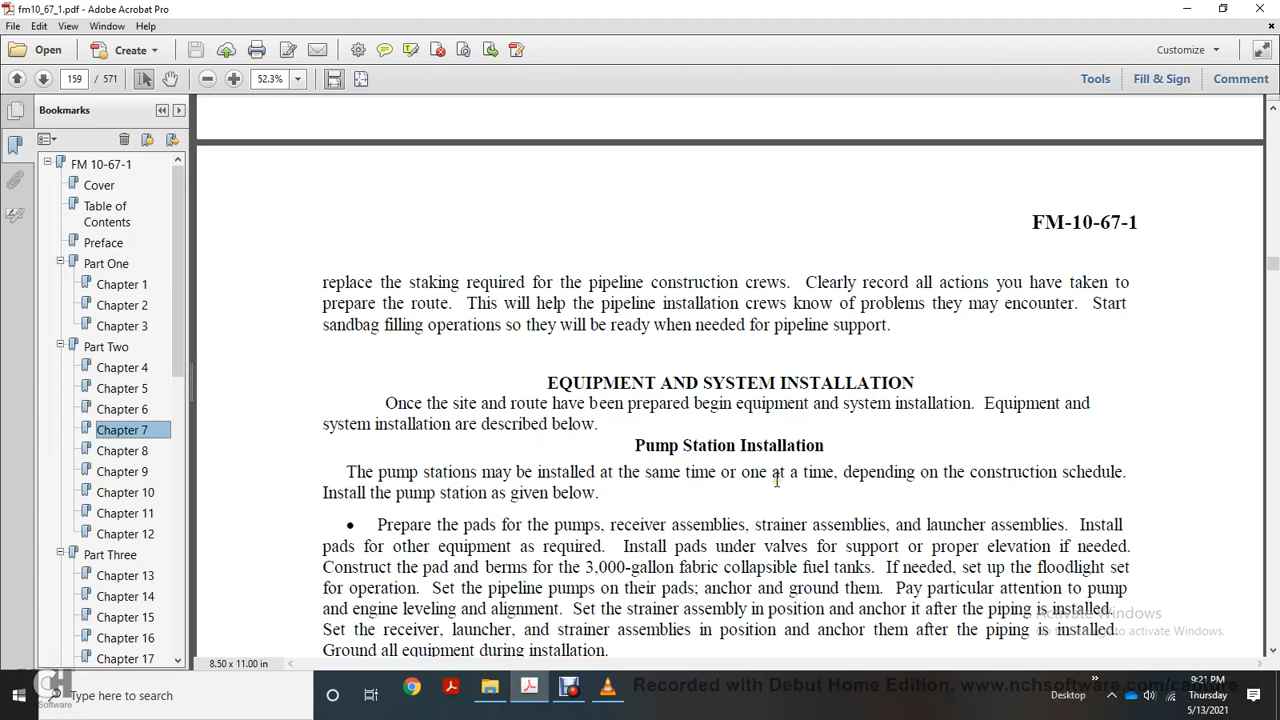 fm10_67_1.pdf - Adobe Acrobat Pro
File Edit View Window Help
Open Create Customize
159 / 571 52.3% Tools Fill & Sign Comment
Bookmarks
FM 10-67-1
Cover
Table of
Contents
Preface
Part One
Chapter 1
Chapter 2
Chapter 3
Part Two
Chapter 4
Chapter 5
Chapter 6
Chapter 7
Chapter 8
Chapter 9
Chapter 10
Chapter 11
Chapter 12
Part Three
Chapter 13
Chapter 14
Chapter 15
Chapter 16
Chapter 17
FM-10-67-1
replace the staking required for the pipeline construction crews. Clearly record all actions you have taken to
prepare the route. This will help the pipeline installation crews know of problems they may encounter. Start
sandbag filling operations so they will be ready when needed for pipeline support.
EQUIPMENT AND SYSTEM INSTALLATION
Once the site and route have been prepared begin equipment and system installation. Equipment and
system installation are described below.
Pump Station Installation
The pump stations may be installed at the same time or one at a time, depending on the construction schedule.
Install the pump station as given below.
• Prepare the pads for the pumps, receiver assemblies, strainer assemblies, and launcher assemblies. Install
pads for other equipment as required. Install pads under valves for support or proper elevation if needed.
Construct the pad and berms for the 3,000-gallon fabric collapsible fuel tanks. If needed, set up the floodlight set
for operation. Set the pipeline pumps on their pads; anchor and ground them. Pay particular attention to pump
and engine leveling and alignment. Set the strainer assembly in position and anchor it after the piping is installed.
Set the receiver, launcher, and strainer assemblies in position and anchor them after the piping is installed.
Ground all equipment during installation.
Activate Windows
Go to Settings to activate Windows.
8.50 x 11.00 in
NCH
Software
Type here to search
Recorded with Debut Home Edition. www.nchsoftware.com/capture
Desktop
9:21 PM
Thursday
5/13/2021